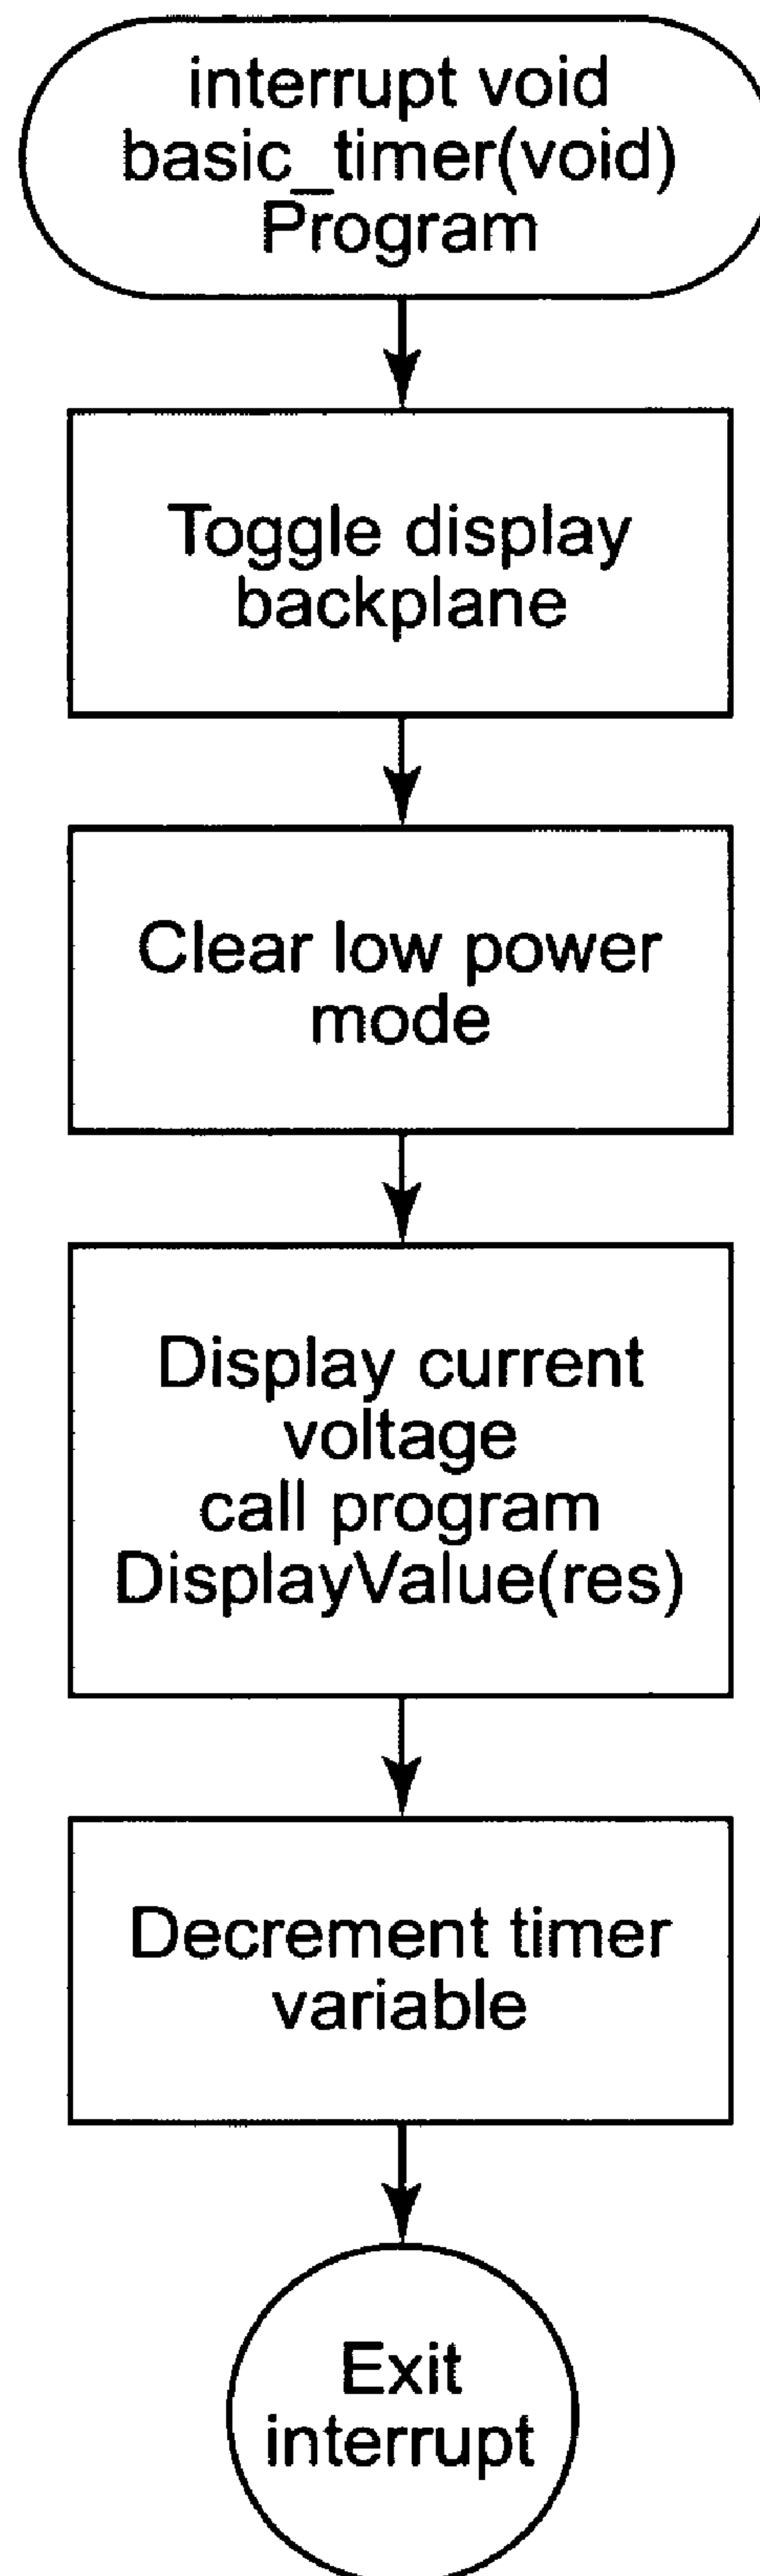 interrupt void
basic_timer(void)
Program
Toggle display
backplane
Clear low power
mode
Display current
voltage
call program
DisplayValue(res)
Decrement timer
variable
Exit
interrupt